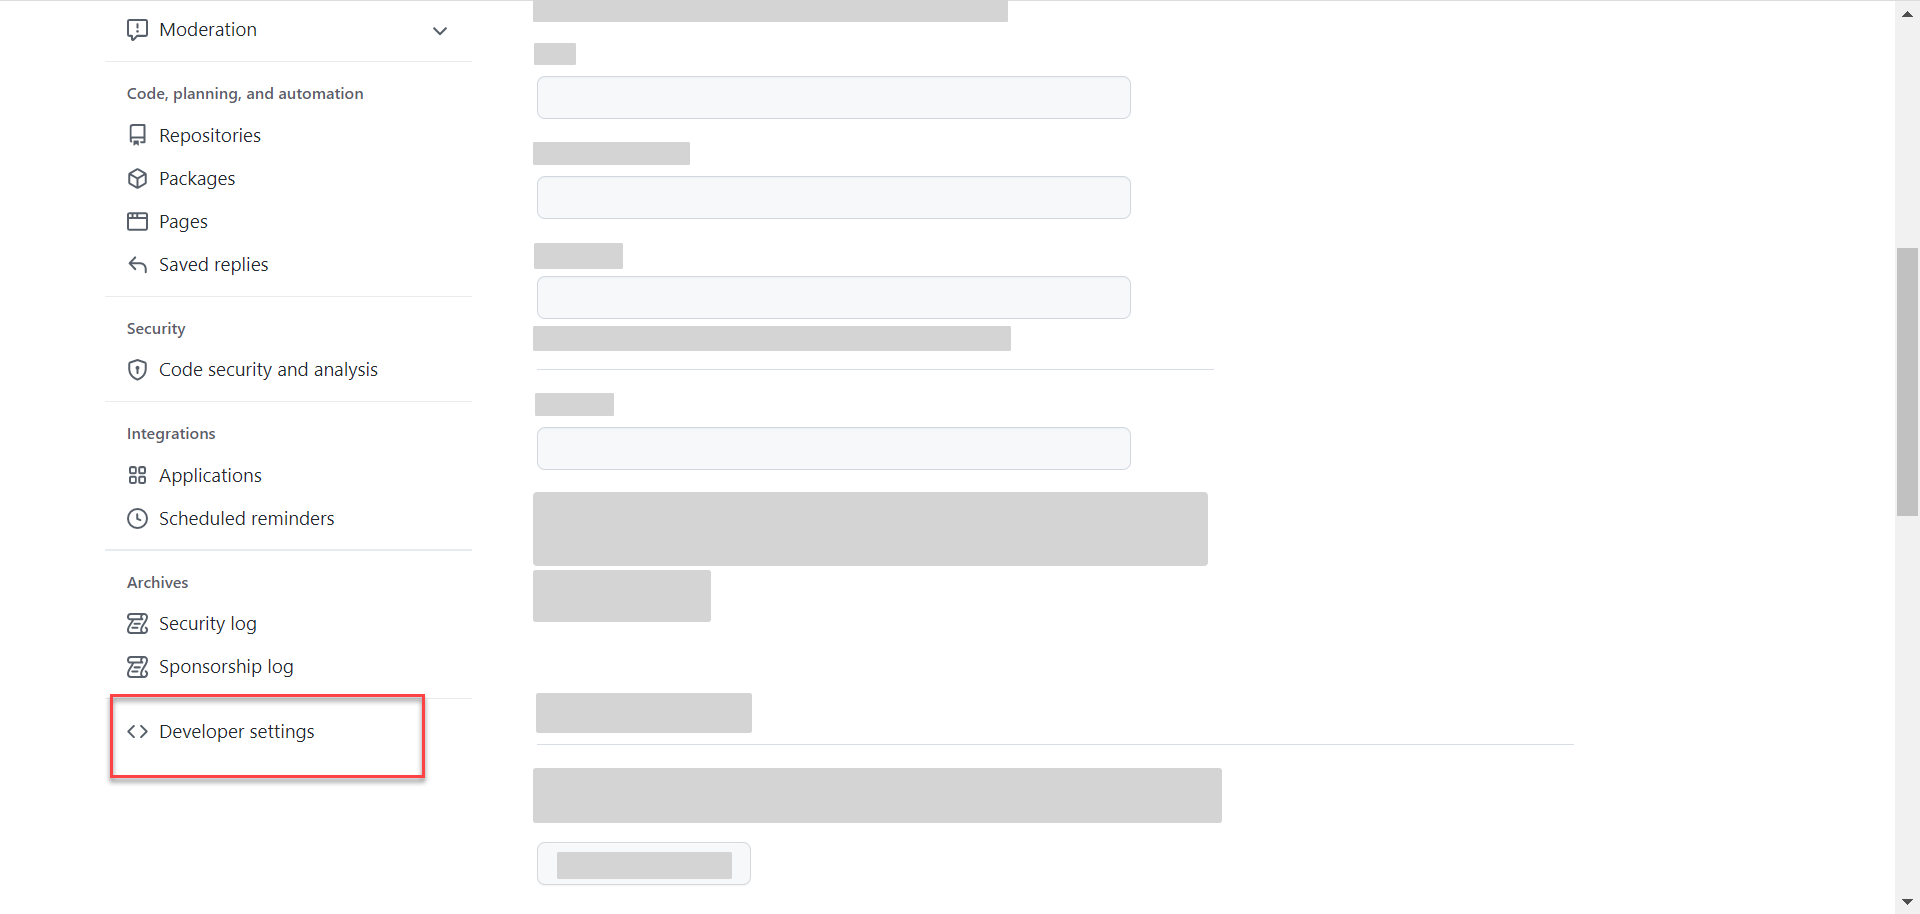 Moderation
Code, planning, and automation
Repositories
Packages
Pages
Saved replies
Security
Code security and analysis
Integrations
Applications
Scheduled reminders
Archives
Security log
Sponsorship log
Developer settings